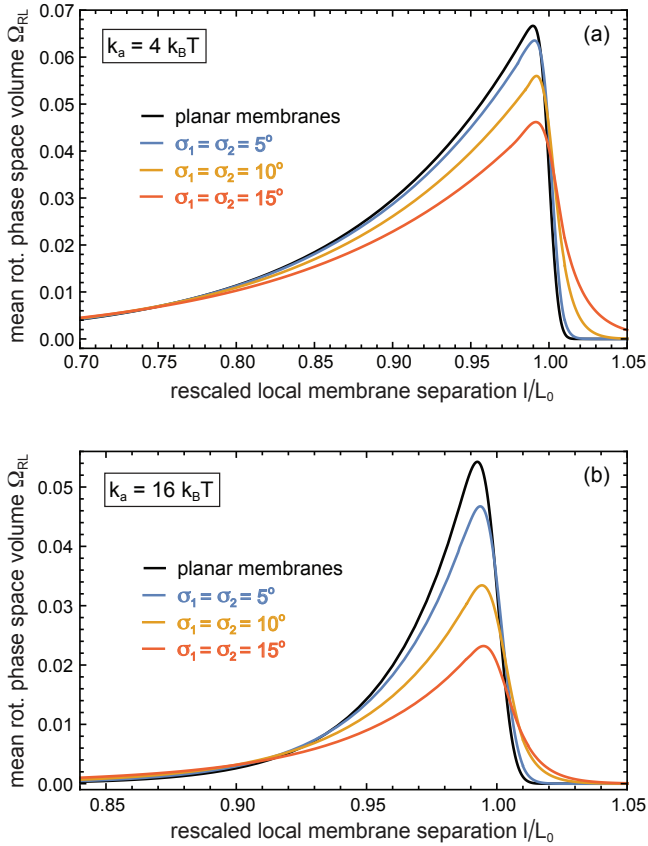 0.07
0.06
0.05
0.04
0.03
0.02
0.01
0.00
mean rot. phase space volume Ω_RL
k_a = 4 k_BT
(a)
planar membranes
σ₁ = σ₂ = 5°
σ₁ = σ₂ = 10°
σ₁ = σ₂ = 15°
0.70 0.75 0.80 0.85 0.90 0.95 1.00 1.05
rescaled local membrane separation l/L₀
0.05
0.04
0.03
0.02
0.01
0.00
mean rot. phase space volume Ω_RL
k_a = 16 k_BT
(b)
planar membranes
σ₁ = σ₂ = 5°
σ₁ = σ₂ = 10°
σ₁ = σ₂ = 15°
0.85 0.90 0.95 1.00 1.05
rescaled local membrane separation l/L₀